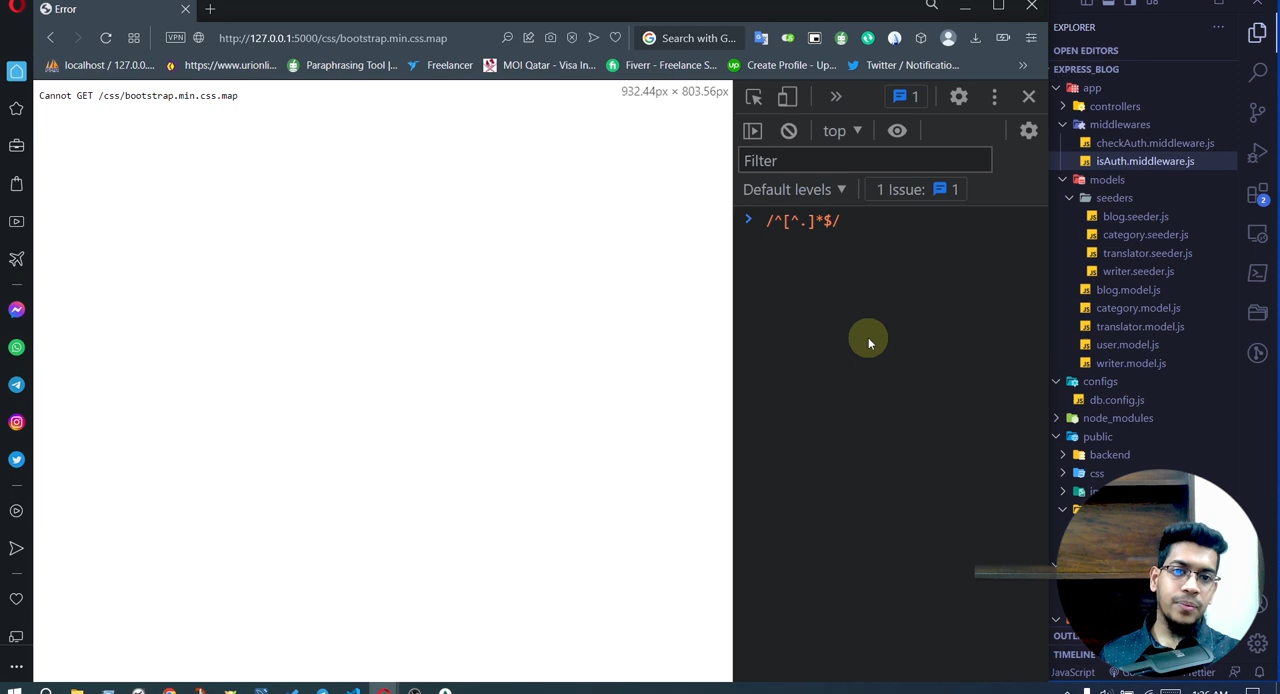 Error
VPN
http://127.0.0.1:5000/css/bootstrap.min.css.map
Search with G...
localhost / 127.0.0....
https://www.urionli...
Paraphrasing Tool |...
Freelancer
MOI Qatar - Visa In...
Fiverr - Freelance S...
Create Profile - Up...
Twitter / Notificatio...
Cannot GET /css/bootstrap.min.css.map
932.44px × 803.56px
1
top
Filter
Default levels
1 Issue:
1
/^[^.]*$/
EXPLORER
OPEN EDITORS
EXPRESS_BLOG
app
controllers
middlewares
checkAuth.middleware.js
isAuth.middleware.js
models
seeders
blog.seeder.js
category.seeder.js
translator.seeder.js
writer.seeder.js
blog.model.js
category.model.js
translator.model.js
user.model.js
writer.model.js
configs
db.config.js
node_modules
public
backend
css
2
TIMELINE
JavaScript